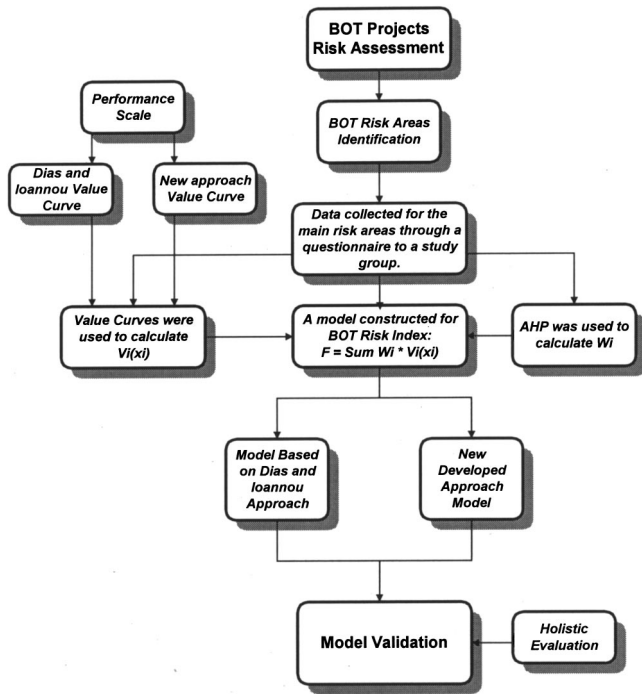 BOT Projects
Risk Assessment
Performance
Scale
BOT Risk Areas
Identification
Dias and
Ioannou Value
Curve
New approach
Value Curve
Data collected for the
main risk areas through a
questionnaire to a study
group.
Value Curves were
used to calculate
Vi(xi)
A model constructed for
BOT Risk Index:
F = Sum Wi * Vi(xi)
AHP was used to
calculate Wi
Model Based
on Dias and
Ioannou
Approach
New
Developed
Approach
Model
Model Validation
Holistic
Evaluation